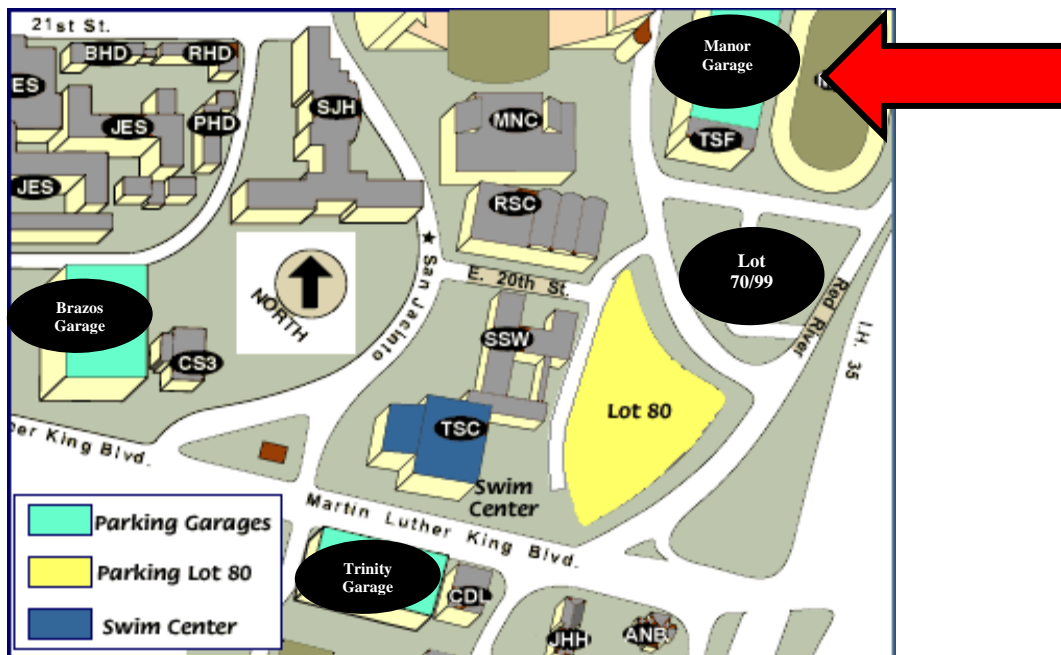 21st St.
BHD
RHD
Manor
Garage
ES
SJH
MNC
JES
PHD
TSF
JES
RSC
San Jacinto
E. 20th St.
Lot
70/99
Red River
I.H. 35
Brazos
Garage
NORTH
CS3
SSW
Lot 80
TSC
Swim
Center
her King Blvd.
Martin Luther King Blvd.
Parking Garages
Parking Lot 80
Swim Center
Trinity
Garage
CDL
JHH
ANB